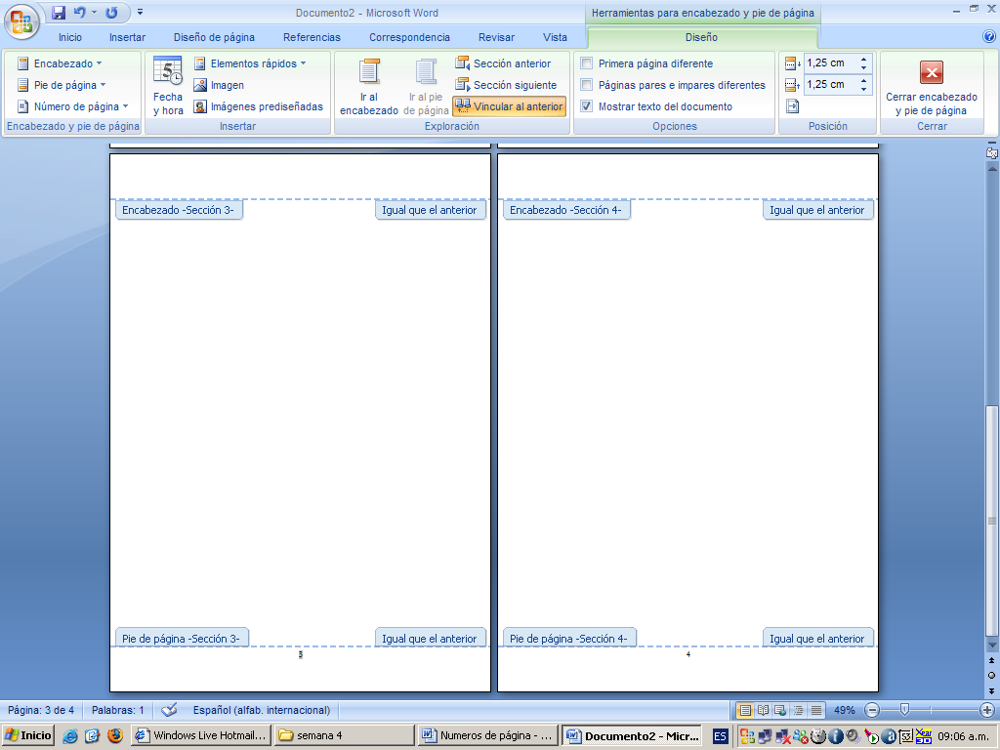 Documento2 - Microsoft Word
Herramientas para encabezado y pie de página
Inicio
Insertar
Diseño de página
Referencias
Correspondencia
Revisar
Vista
Diseño
Encabezado
Pie de página
Número de página
Encabezado y pie de página
5
Fecha
y hora
Elementos rápidos
Imagen
Imágenes prediseñadas
Insertar
Ir al
encabezado
Ir al pie
de página
Sección anterior
Sección siguiente
Vincular al anterior
Exploración
Primera página diferente
Páginas pares e impares diferentes
Mostrar texto del documento
Opciones
1,25 cm
1,25 cm
Posición
Cerrar encabezado
y pie de página
Cerrar
Encabezado -Sección 3-
Igual que el anterior
Encabezado -Sección 4-
Igual que el anterior
Pie de página -Sección 3-
Igual que el anterior
Pie de página -Sección 4-
Igual que el anterior
3
4
Página: 3 de 4
Palabras: 1
Español (alfab. internacional)
49%
Inicio
Windows Live Hotmail...
semana 4
Numeros de página - ...
Documento2 - Micr...
ES
09:06 a.m.